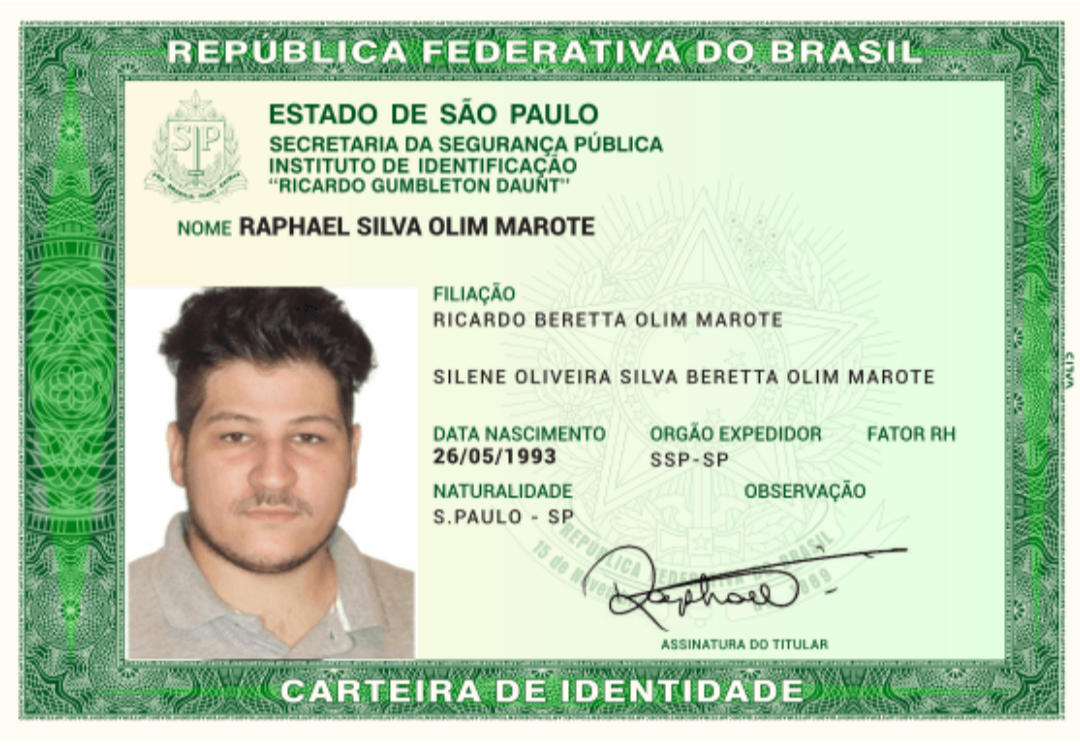 REPÚBLICA FEDERATIVA DO BRASIL
ESTADO DE SÃO PAULO
SECRETARIA DA SEGURANÇA PÚBLICA
INSTITUTO DE IDENTIFICAÇÃO
“RICARDO GUMBLETON DAUNT”
SP
NOME RAPHAEL SILVA OLIM MAROTE
FILIAÇÃO
RICARDO BERETTA OLIM MAROTE
SILENE OLIVEIRA SILVA BERETTA OLIM MAROTE
DATA NASCIMENTO ORGÃO EXPEDIDOR FATOR RH
26/05/1993 SSP-SP
NATURALIDADE OBSERVAÇÃO
S.PAULO - SP
REPÚBLICA FEDERATIVA DO BRASIL
15 de Novembro 1889
Raphael
ASSINATURA DO TITULAR
CARTEIRA DE IDENTIDADE